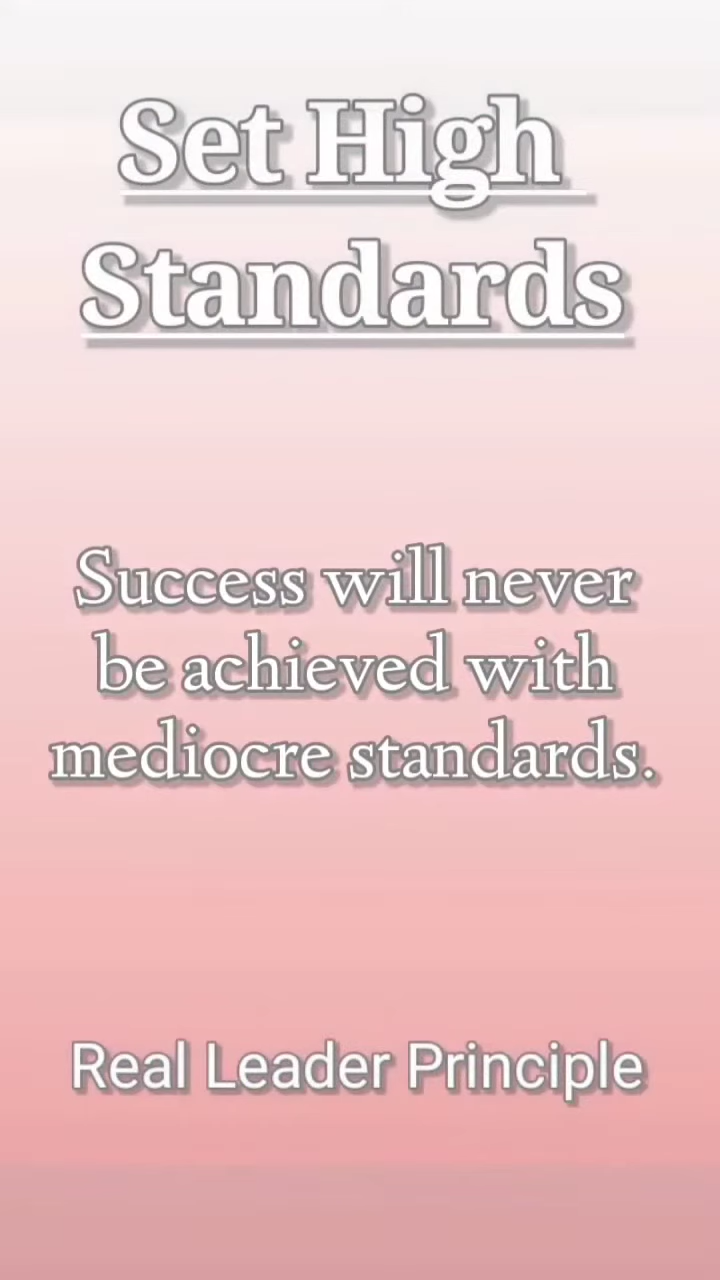 Set High
Standards
Success will never
be achieved with
mediocre standards.
Real Leader Principle